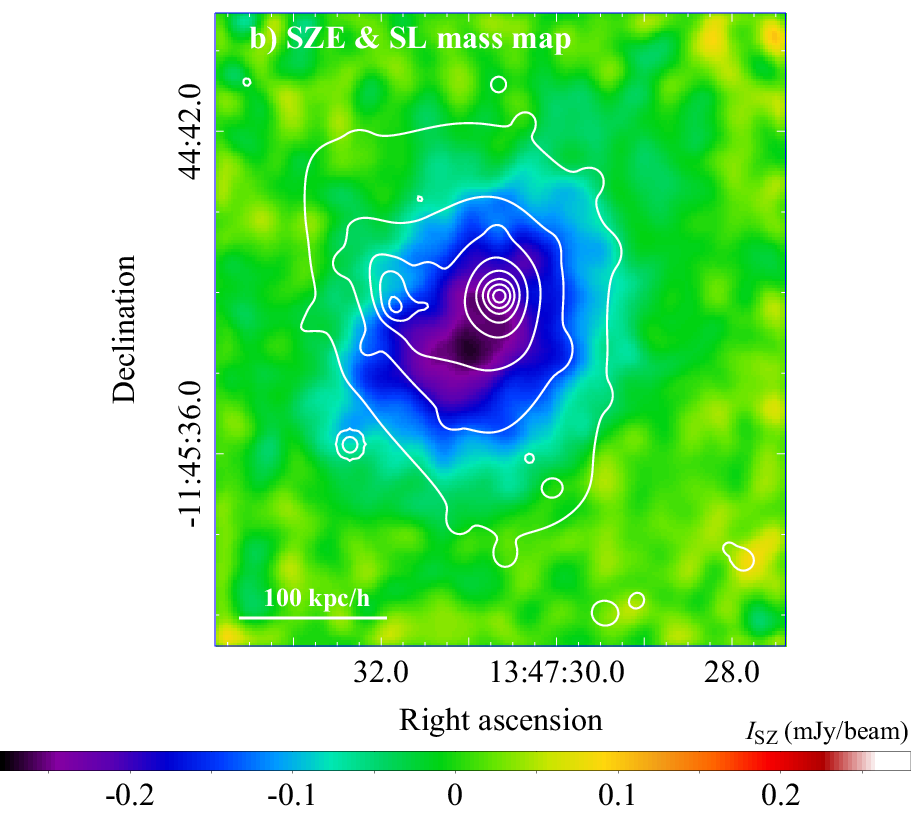 b) SZE & SL mass map
44:42.0
Declination
-11:45:36.0
100 kpc/h
32.0 13:47:30.0 28.0
Right ascension
I_SZ (mJy/beam)
-0.2 -0.1 0 0.1 0.2